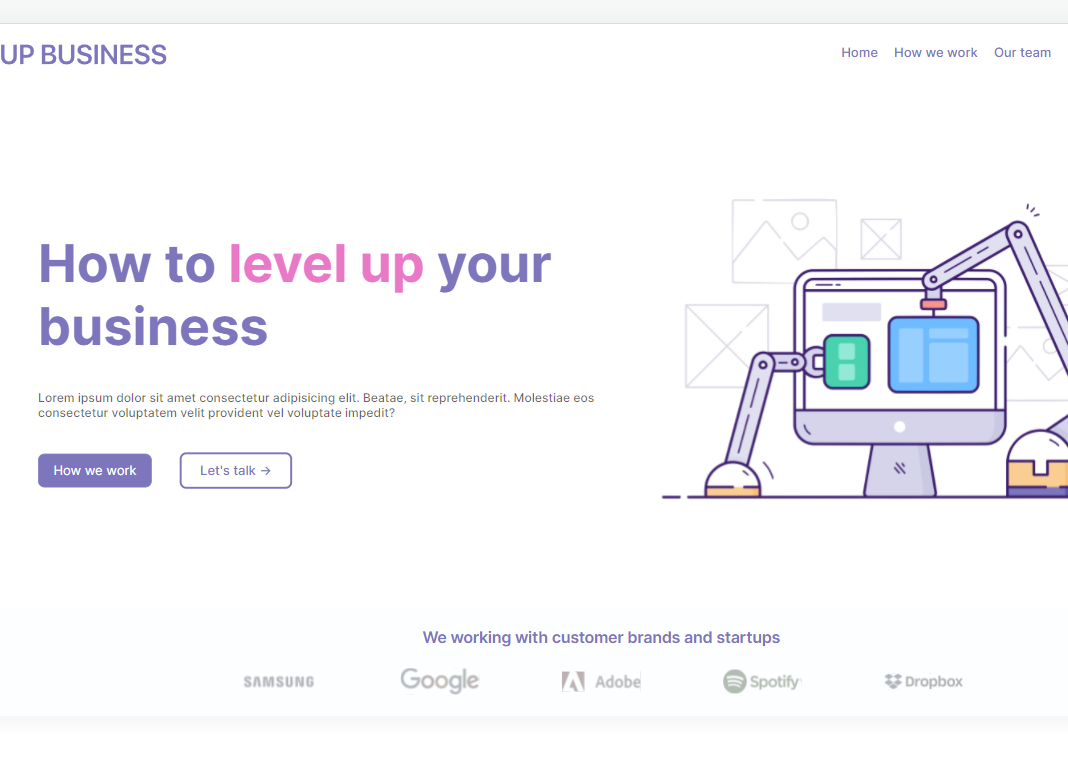 UP BUSINESS
Home How we work Our team
How to level up your
business
Lorem ipsum dolor sit amet consectetur adipisicing elit. Beatae, sit reprehenderit. Molestiae eos
consectetur voluptatem velit provident vel voluptate impedit?
How we work Let's talk →
We working with customer brands and startups
SAMSUNG Google Adobe Spotify Dropbox